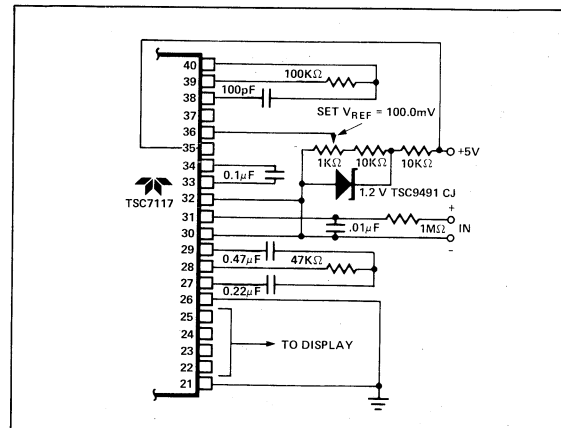 40
39
100KΩ
38
100pF
37
SET VREF = 100.0mV
36
35
1KΩ
10KΩ
10KΩ
+5V
34
0.1μF
33
TSC7117
32
1.2 V TSC9491 CJ
31
+
.01μF
1MΩ
IN
30
-
29
0.47μF
47KΩ
28
27
0.22μF
26
25
24
TO DISPLAY
23
22
21